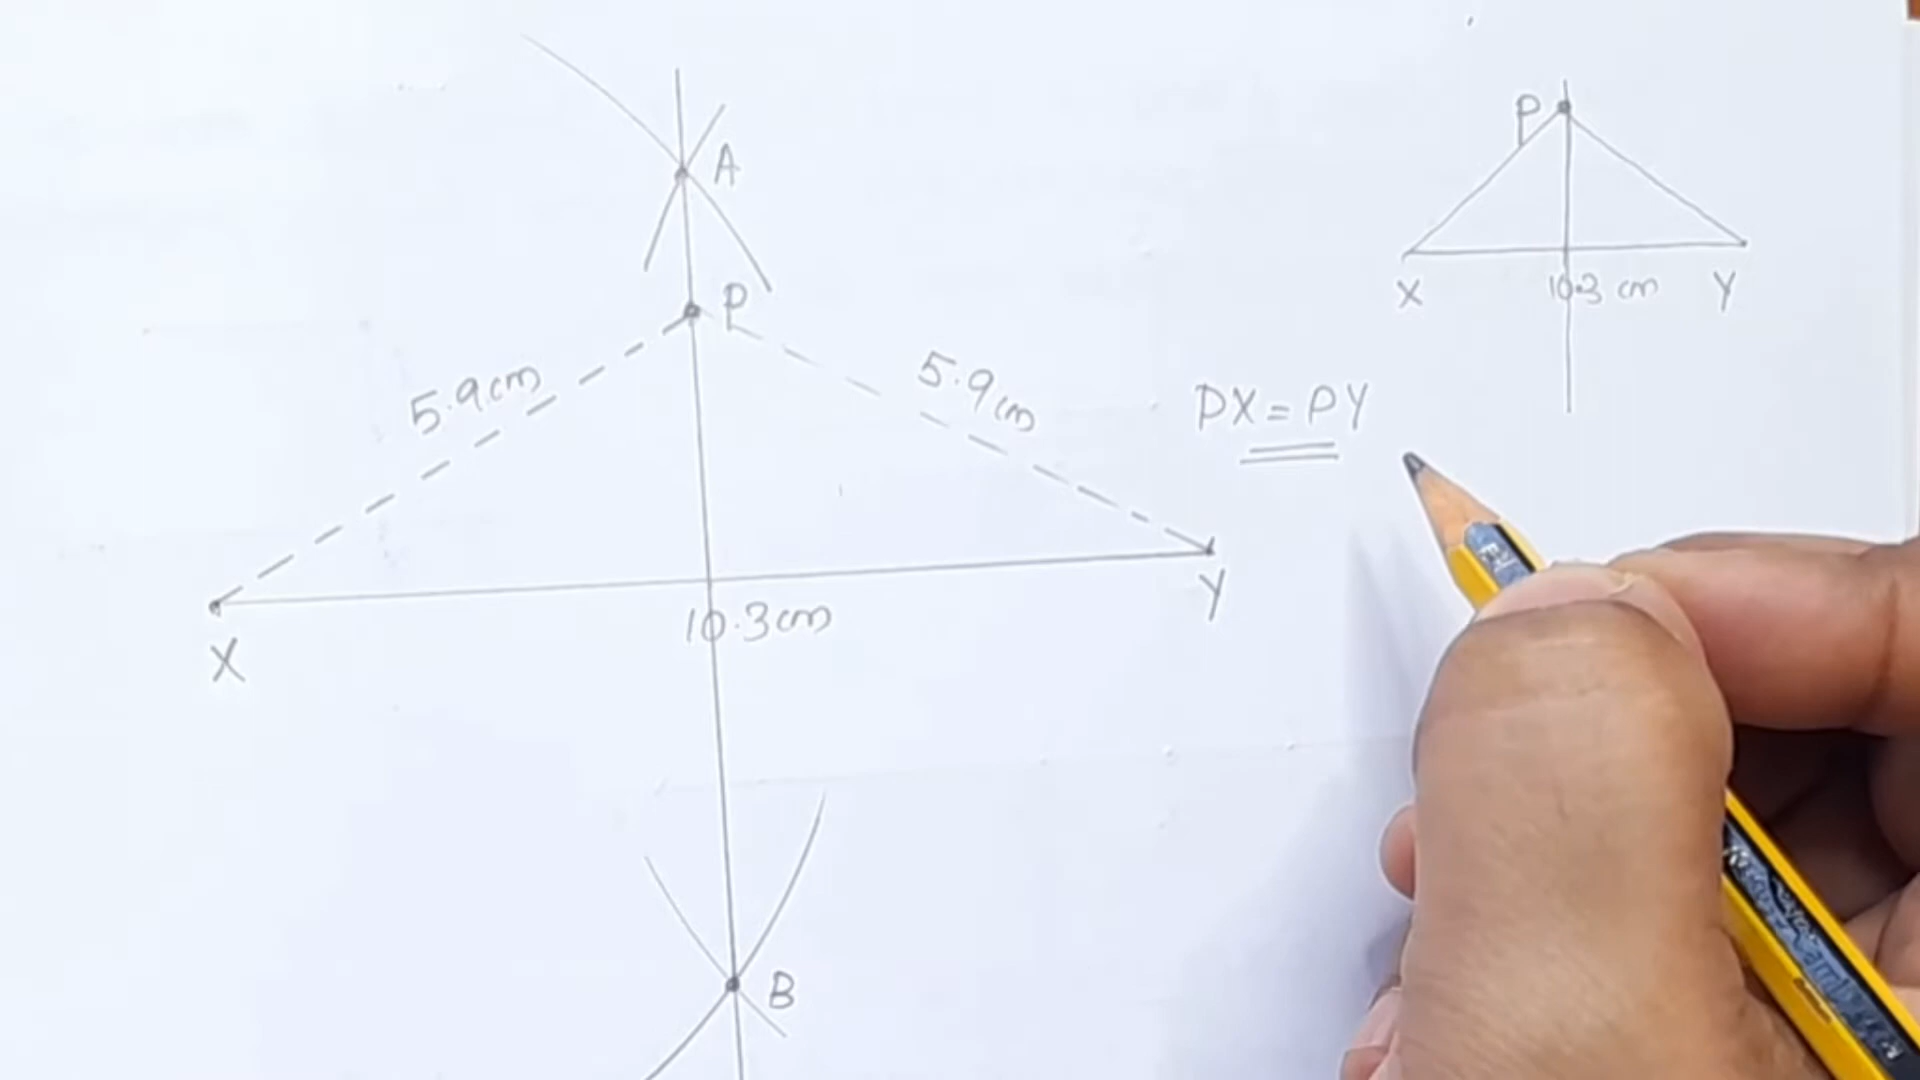 A
P
P
5.9cm
5.9cm
PX = PY
X
10.3 cm
Y
X
10.3cm
Y
B